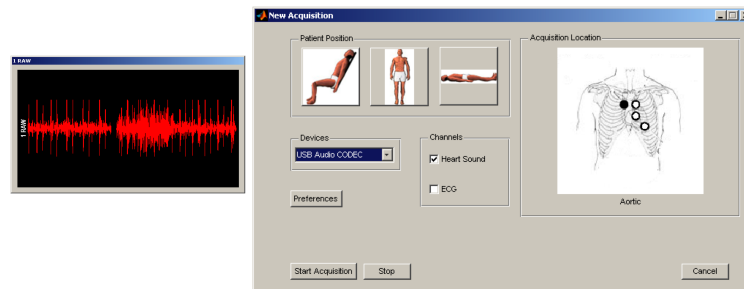 1 RAW
1 RAW
New Acquisition
Patient Position
Acquisition Location
Devices
USB Audio CODEC
Channels
Heart Sound
ECG
Preferences
Aortic
Start Acquisition
Stop
Cancel